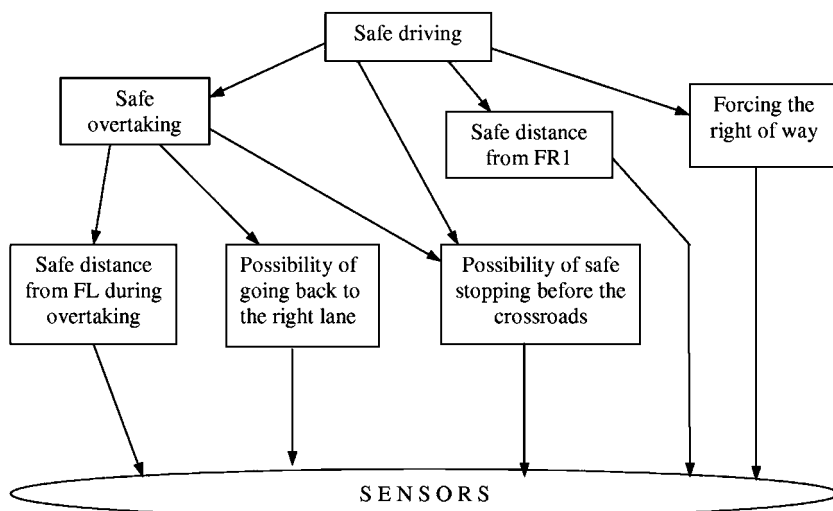 Safe driving
Safe
overtaking
Safe distance
from FR1
Forcing the
right of way
Safe distance
from FL during
overtaking
Possibility of
going back to
the right lane
Possibility of safe
stopping before the
crossroads
SENSORS